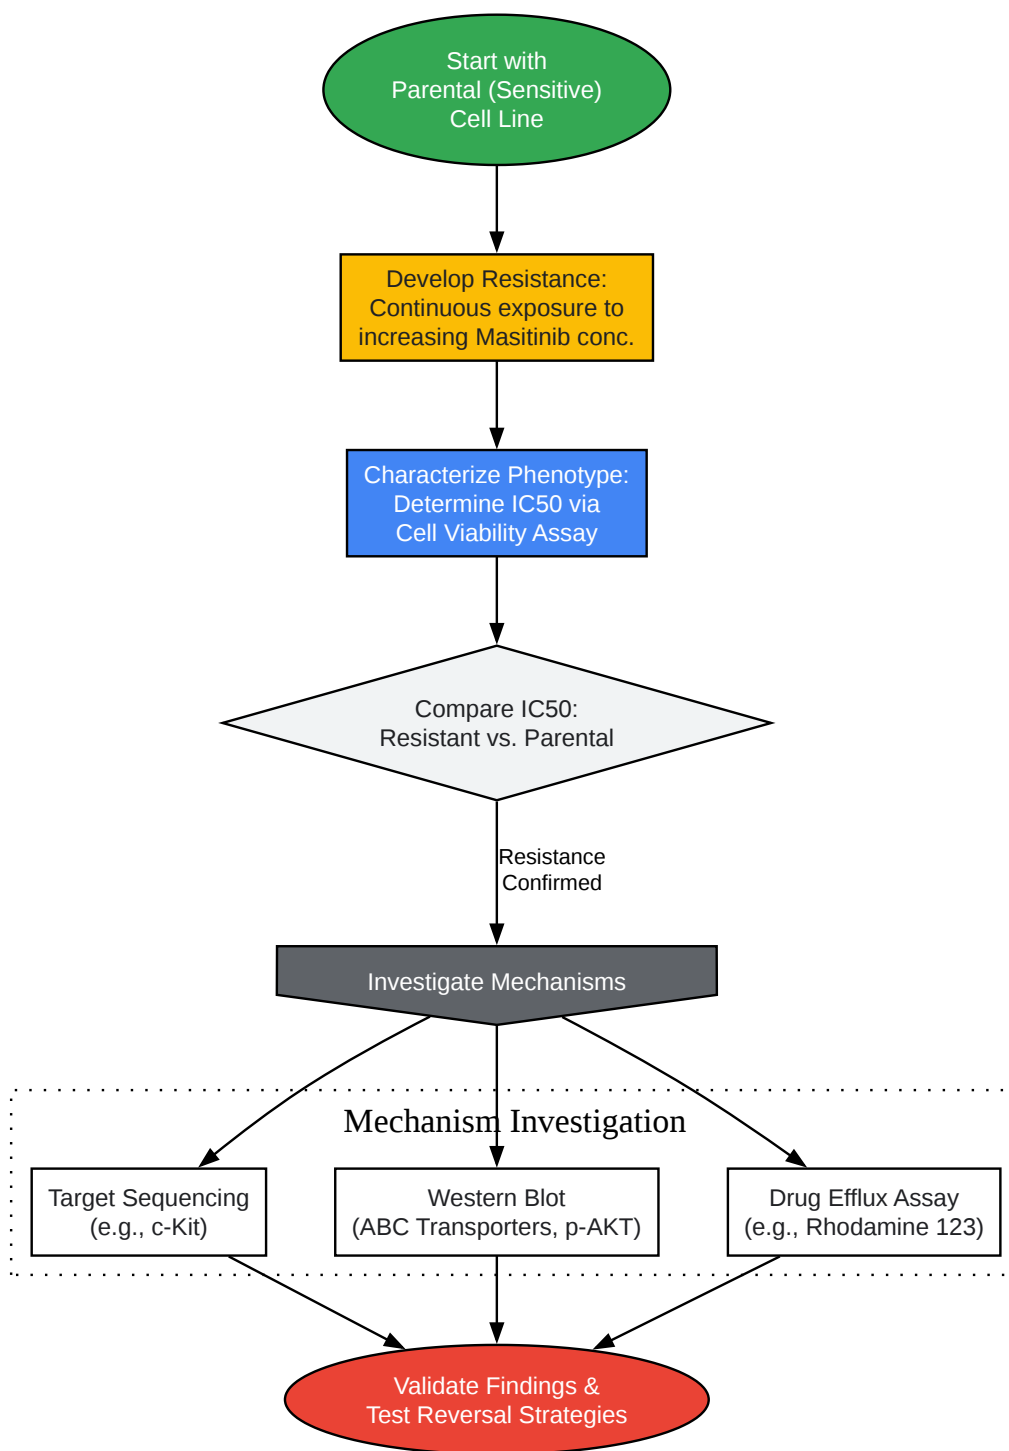 Start with
Parental (Sensitive)
Cell Line
Develop Resistance:
Continuous exposure to
increasing Masitinib conc.
Characterize Phenotype:
Determine IC50 via
Cell Viability Assay
Compare IC50:
Resistant vs. Parental
Resistance
Confirmed
Investigate Mechanisms
Mechanism Investigation
Target Sequencing
(e.g., c-Kit)
Western Blot
(ABC Transporters, p-AKT)
Drug Efflux Assay
(e.g., Rhodamine 123)
Validate Findings &
Test Reversal Strategies